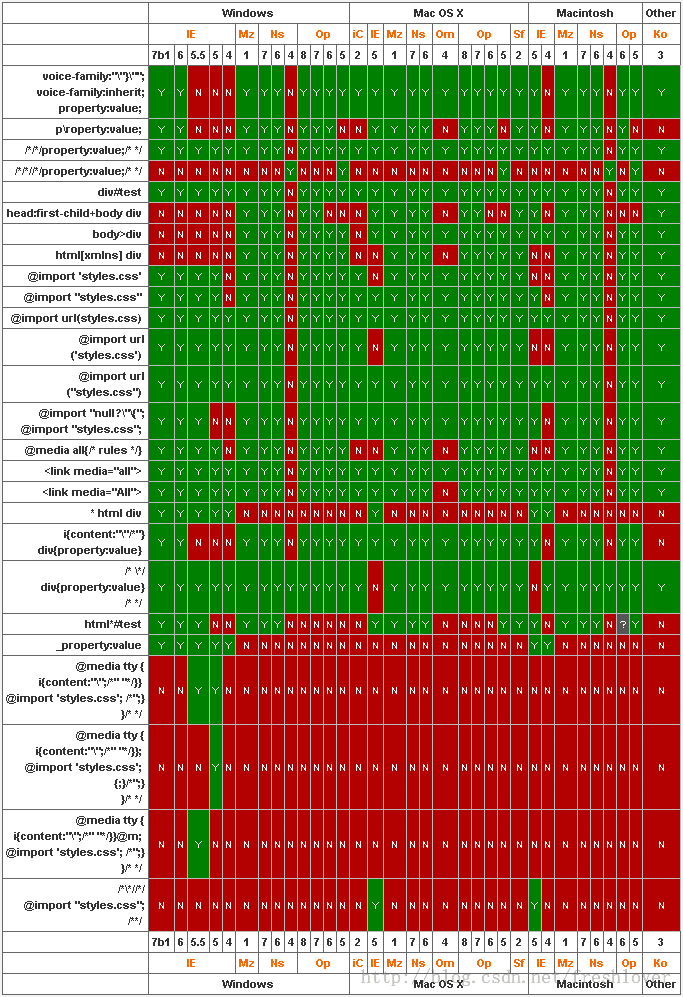 Windows Mac OS X Macintosh Other
IE Mz Ns Op iC IE Mz Ns Om Op Sf IE Mz Ns Op Ko
7b1 6 5.5 5 4 1 7 6 4 8 7 6 5 2 5 1 7 6 4 8 7 6 5 2 5 4 1 7 6 4 6 5 3
voice-family:"\"}\"";
voice-family:inherit;
property:value;
Y Y N N N Y Y Y N Y Y Y Y Y Y Y Y Y Y Y Y Y Y Y Y N Y Y Y N Y Y Y
p\roperty:value; Y Y N N N Y Y Y N Y Y Y N N Y Y Y Y N Y Y Y N Y Y N Y Y Y N Y N N
/*/*/property:value;/* */ Y Y Y Y Y Y Y Y N Y Y Y Y Y Y Y Y Y Y Y Y Y Y Y Y Y Y Y Y N Y Y Y
/*/*//*/property:value;/* */ N N N N N N N N Y N N N Y N N N N N N N N N Y N N N N N N Y N Y N
div#test Y Y Y Y Y Y Y Y N Y Y Y Y Y Y Y Y Y Y Y Y Y Y Y Y Y Y Y Y N Y Y Y
head:first-child+body div N N N N N Y Y Y N Y Y N N N Y Y Y Y N Y Y N N Y Y N Y Y Y N N N Y
body>div N N N N N Y Y Y N Y Y Y Y N Y Y Y Y Y Y Y Y Y Y Y N Y Y Y N Y Y Y
html[xmlns] div N N N N N Y Y Y N Y Y Y Y N N Y Y Y N Y Y Y Y Y N N Y Y Y N Y Y Y
@import 'styles.css' Y Y Y Y N Y Y Y N Y Y Y Y Y N Y Y Y Y Y Y Y Y Y N N Y Y Y N Y Y Y
@import "styles.css" Y Y Y Y N Y Y Y N Y Y Y Y Y Y Y Y Y Y Y Y Y Y Y Y N Y Y Y N Y Y Y
@import url(styles.css) Y Y Y Y Y Y Y Y N Y Y Y Y Y Y Y Y Y Y Y Y Y Y Y Y Y Y Y Y N Y Y Y
@import url
('styles.css')
Y Y Y Y Y Y Y Y N Y Y Y Y Y N Y Y Y Y Y Y Y Y Y N N Y Y Y N Y Y Y
@import url
("styles.css")
Y Y Y Y Y Y Y Y N Y Y Y Y Y Y Y Y Y Y Y Y Y Y Y Y Y Y Y Y N Y Y Y
@import "null?\"\{";
@import "styles.css";
Y Y Y N N Y Y Y N Y Y Y Y Y Y Y Y Y Y Y Y Y Y Y Y N Y Y Y N Y Y Y
@media all{/* rules */} Y Y Y Y N Y Y Y N Y Y Y Y N N Y Y Y N Y Y Y Y Y N N Y Y Y N Y Y Y
<link media="all"> Y Y Y Y Y Y Y Y N Y Y Y Y Y Y Y Y Y Y Y Y Y Y Y Y Y Y Y Y N Y Y Y
<link media="All"> Y Y Y Y Y Y Y Y N Y Y Y Y Y Y Y Y Y N Y Y Y Y Y Y Y Y Y Y N Y Y Y
* html div Y Y Y Y Y N N N N N N N N N Y N N N N N N N N N Y Y N N N N N N N
i{content:"\"/*"}
div{property:value}
Y Y N N N Y Y Y N Y Y Y Y Y Y Y Y Y Y Y Y Y Y Y Y N Y Y Y N Y Y N
/* \*/
div{property:value}
/* */
Y Y Y Y Y Y Y Y Y Y Y Y Y Y N Y Y Y Y Y Y Y Y Y N Y Y Y Y Y Y Y Y
html*#test Y Y Y N N Y Y Y N N N N N N Y Y Y Y N N N N Y Y Y N Y Y Y N ? Y N
_property:value Y Y Y Y Y N N N N N N N N N N N N N N N N N N N Y Y N N N N N N N
@media tty {
i{content:"\";/*" "*/}}
@import 'styles.css'; /*";}
}/* */
N N Y Y N N N N N N N N N N N N N N N N N N N N N N N N N N N N N
@media tty {
i{content:"\";/*" "*/}};
@import 'styles.css';
{;}/*";}
}/* */
N N N Y N N N N N N N N N N N N N N N N N N N N N N N N N N N N N
@media tty {
i{content:"\";/*" "*/}}@m;
@import 'styles.css'; /*";}
}/* */
N N Y N N N N N N N N N N N N N N N N N N N N N N N N N N N N N N
/*\*//*/
@import "styles.css";
/**/
N N N N N N N N N N N N N N Y N N N N N N N N N Y N N N N N N N N
7b1 6 5.5 5 4 1 7 6 4 8 7 6 5 2 5 1 7 6 4 8 7 6 5 2 5 4 1 7 6 4 6 5 3
IE Mz Ns Op iC IE Mz Ns Om Op Sf IE Mz Ns Op Ko
Windows Mac OS X Macintosh Other
http://blog.csdn.net/freshlover